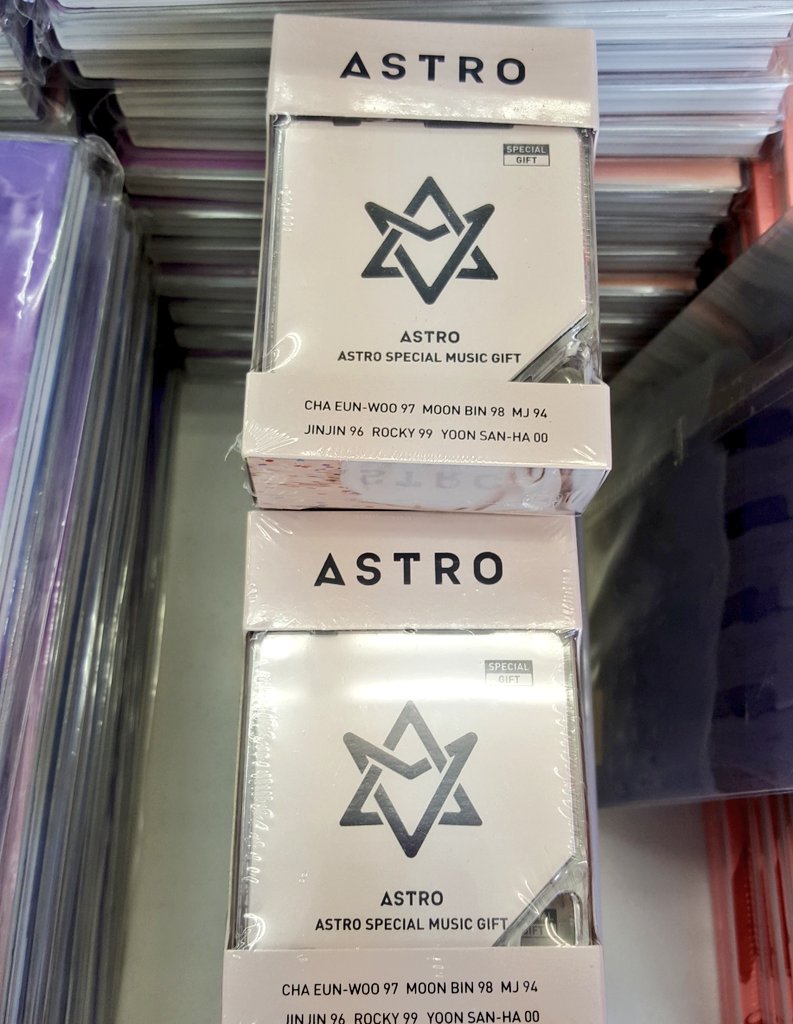 ASTRO
SPECIAL
GIFT
ASTRO
ASTRO SPECIAL MUSIC GIFT
CHA EUN-WOO 97 MOON BIN 98 MJ 94
JINJIN 96 ROCKY 99 YOON SAN-HA 00
ASTRO
SPECIAL
GIFT
ASTRO
ASTRO SPECIAL MUSIC GIFT
CHA EUN-WOO 97 MOON BIN 98 MJ 94
JINJIN 96 ROCKY 99 YOON SAN-HA 00